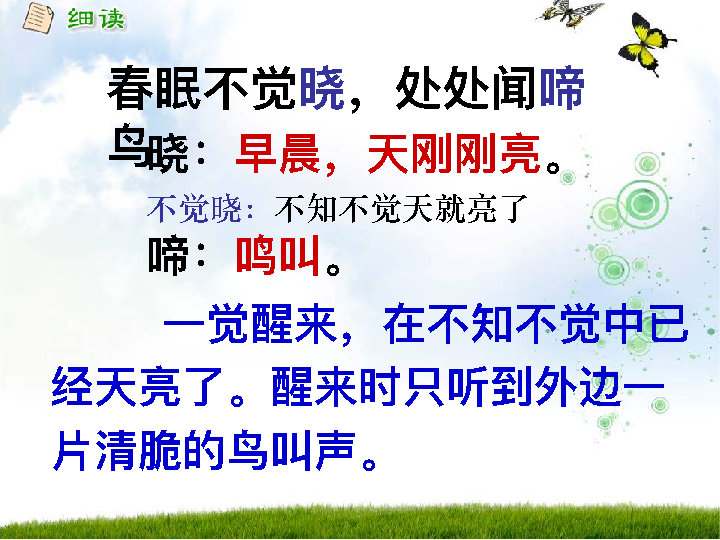 细读
春眠不觉晓，处处闻啼
鸟
晓：早晨，天刚刚亮。
不觉晓：不知不觉天就亮了
啼：鸣叫。
一觉醒来，在不知不觉中已
经天亮了。醒来时只听到外边一
片清脆的鸟叫声。